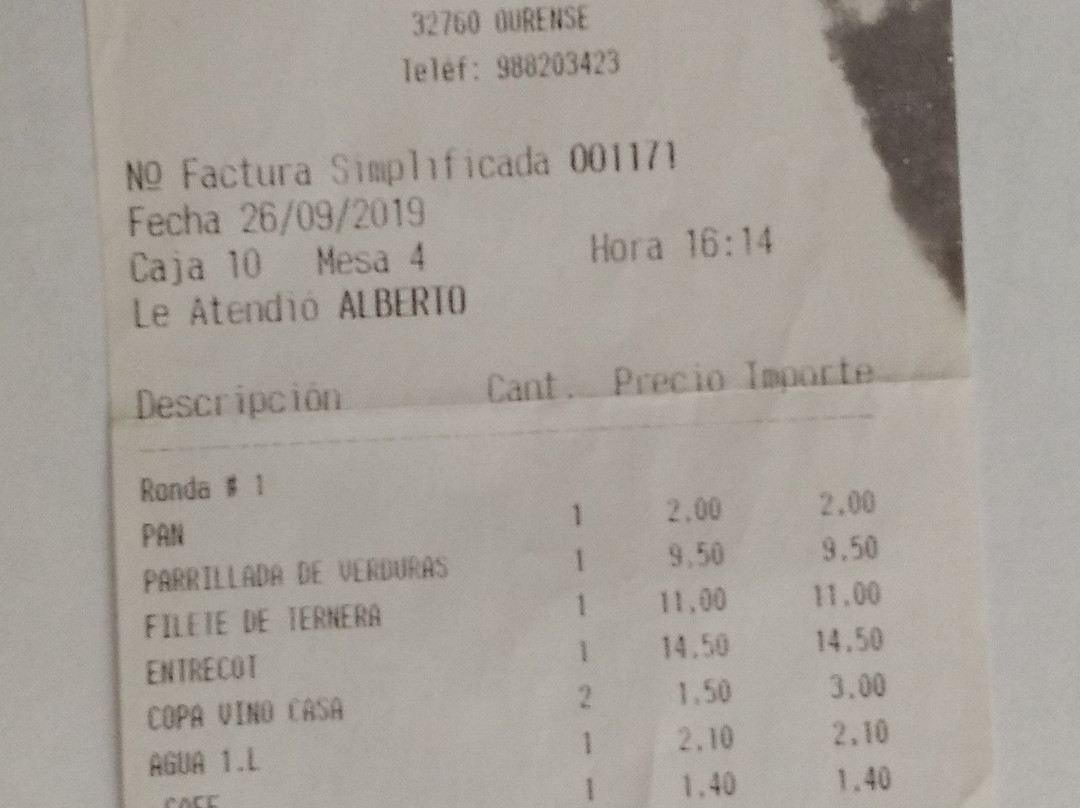 32760 OURENSE
Teléf: 988203423
Nº Factura Simplificada 001171
Fecha 26/09/2019
Caja 10 Mesa 4 Hora 16:14
Le Atendió ALBERTO
Descripción Cant. Precio Importe
Ronda # 1
PAN 1 2.00 2.00
PARRILLADA DE VERDURAS 1 9.50 9.50
FILETE DE TERNERA 1 11.00 11.00
ENTRECOT 1 14.50 14.50
COPA VINO CASA 2 1.50 3.00
AGUA 1.L 1 2.10 2.10
CAFE 1 1.40 1.40